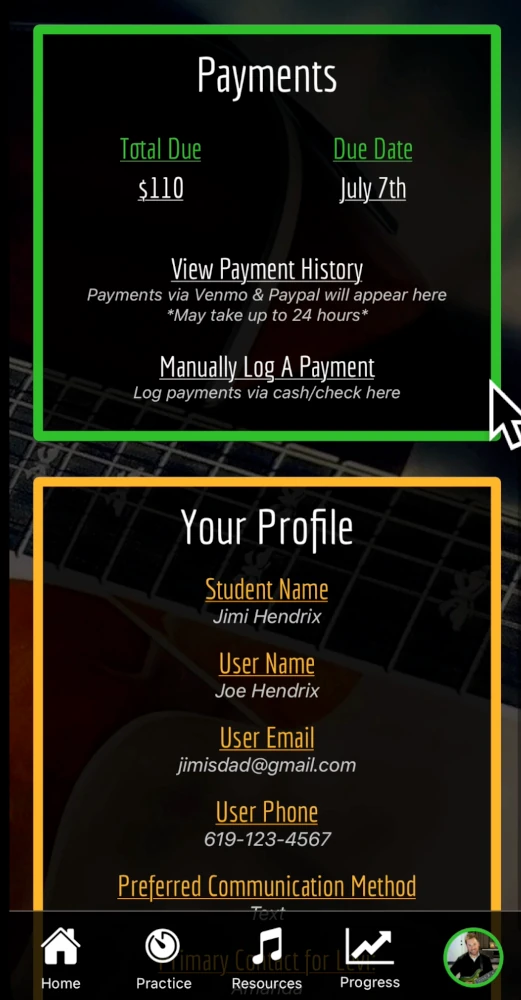 Payments
Total Due
Due Date
$110
July 7th
View Payment History
Payments via Venmo & Paypal will appear here
*May take up to 24 hours*
Manually Log A Payment
Log payments via cash/check here
Your Profile
Student Name
Jimi Hendrix
User Name
Joe Hendrix
User Email
jimisdad@gmail.com
User Phone
619-123-4567
Preferred Communication Method
Text
Primary Contact for Levi:
Amanda
Home
Practice
Resources
Progress